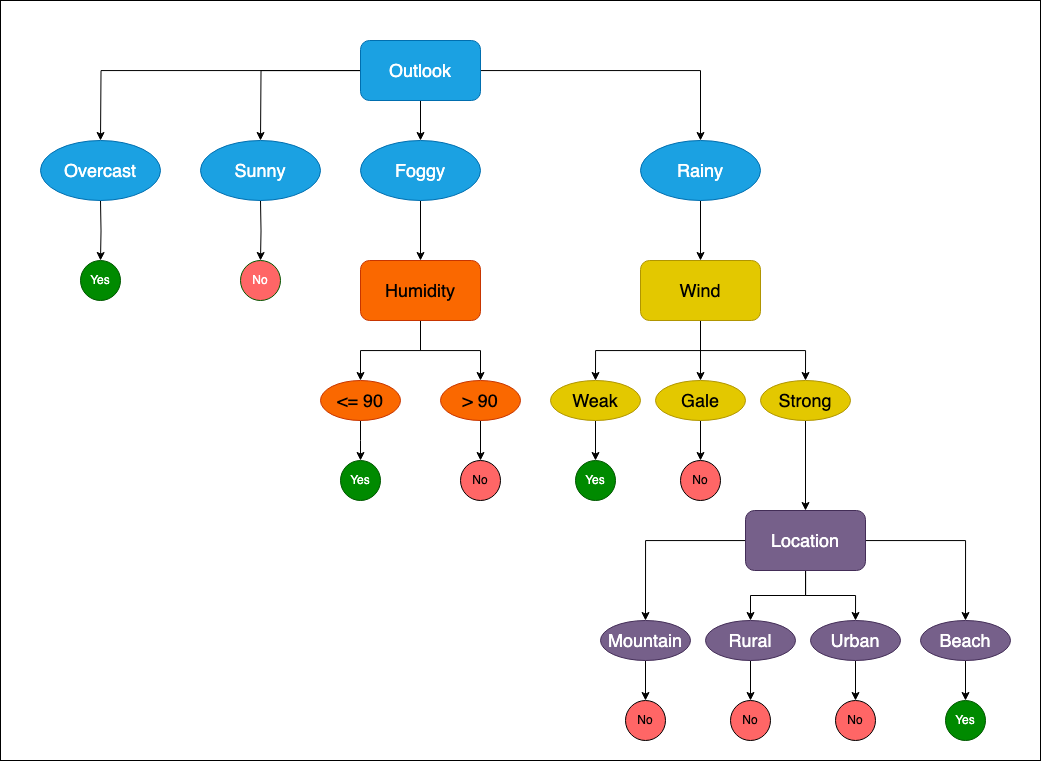 Outlook
Overcast
Sunny
Foggy
Rainy
Yes
No
Humidity
Wind
<= 90
> 90
Weak
Gale
Strong
Yes
No
Yes
No
Location
Mountain
Rural
Urban
Beach
No
No
No
Yes